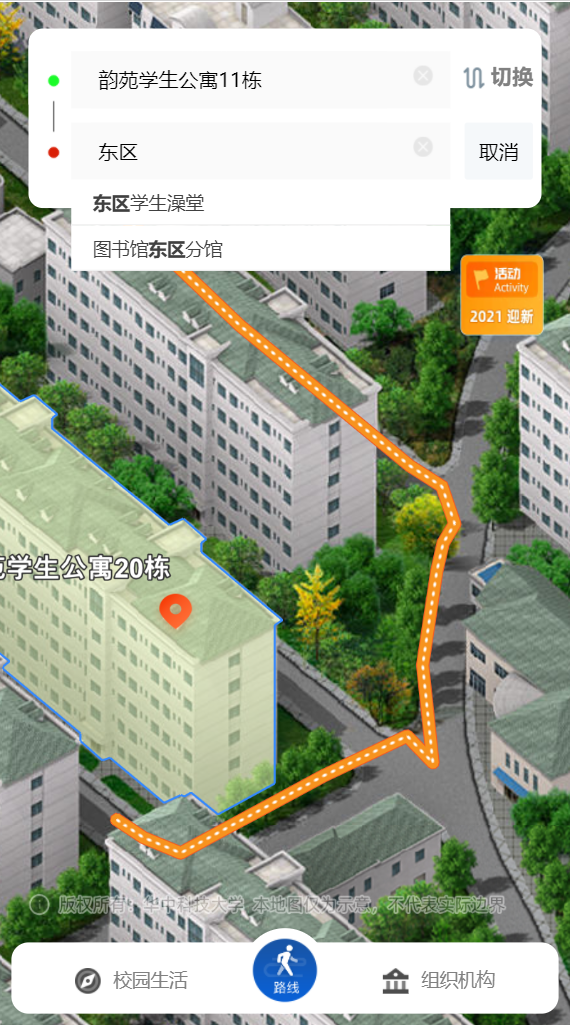 韵苑学生公寓11栋
切换
东区
取消
东区学生澡堂
图书馆东区分馆
活动
Activity
2021 迎新
苑学生公寓20栋
版权所有：华中科技大学 本地图仅为示意，不代表实际边界
校园生活
路线
组织机构